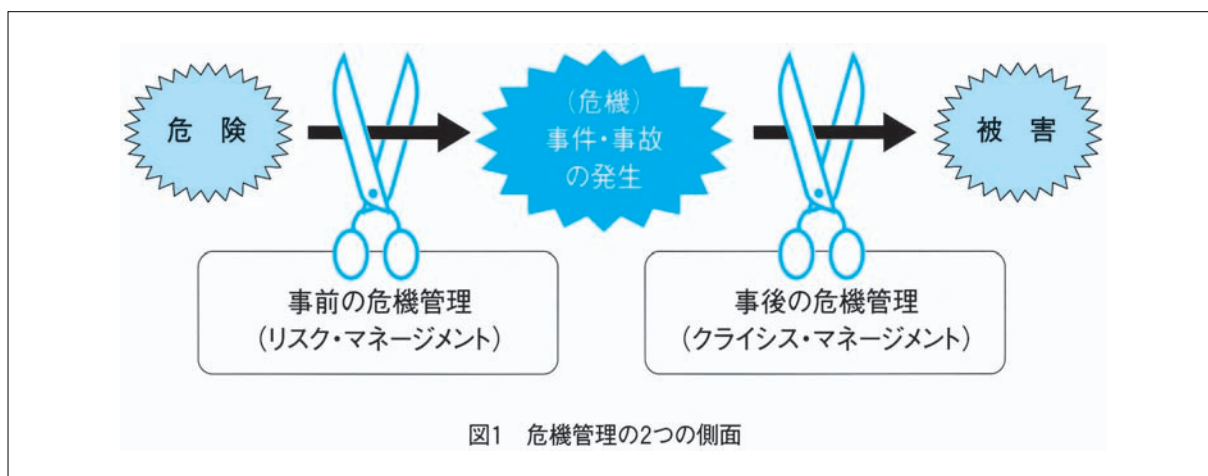 危 険
(危機)
事件・事故
の発生
被 害
事前の危機管理
(リスク・マネージメント)
事後の危機管理
(クライシス・マネージメント)
図1 危機管理の2つの側面